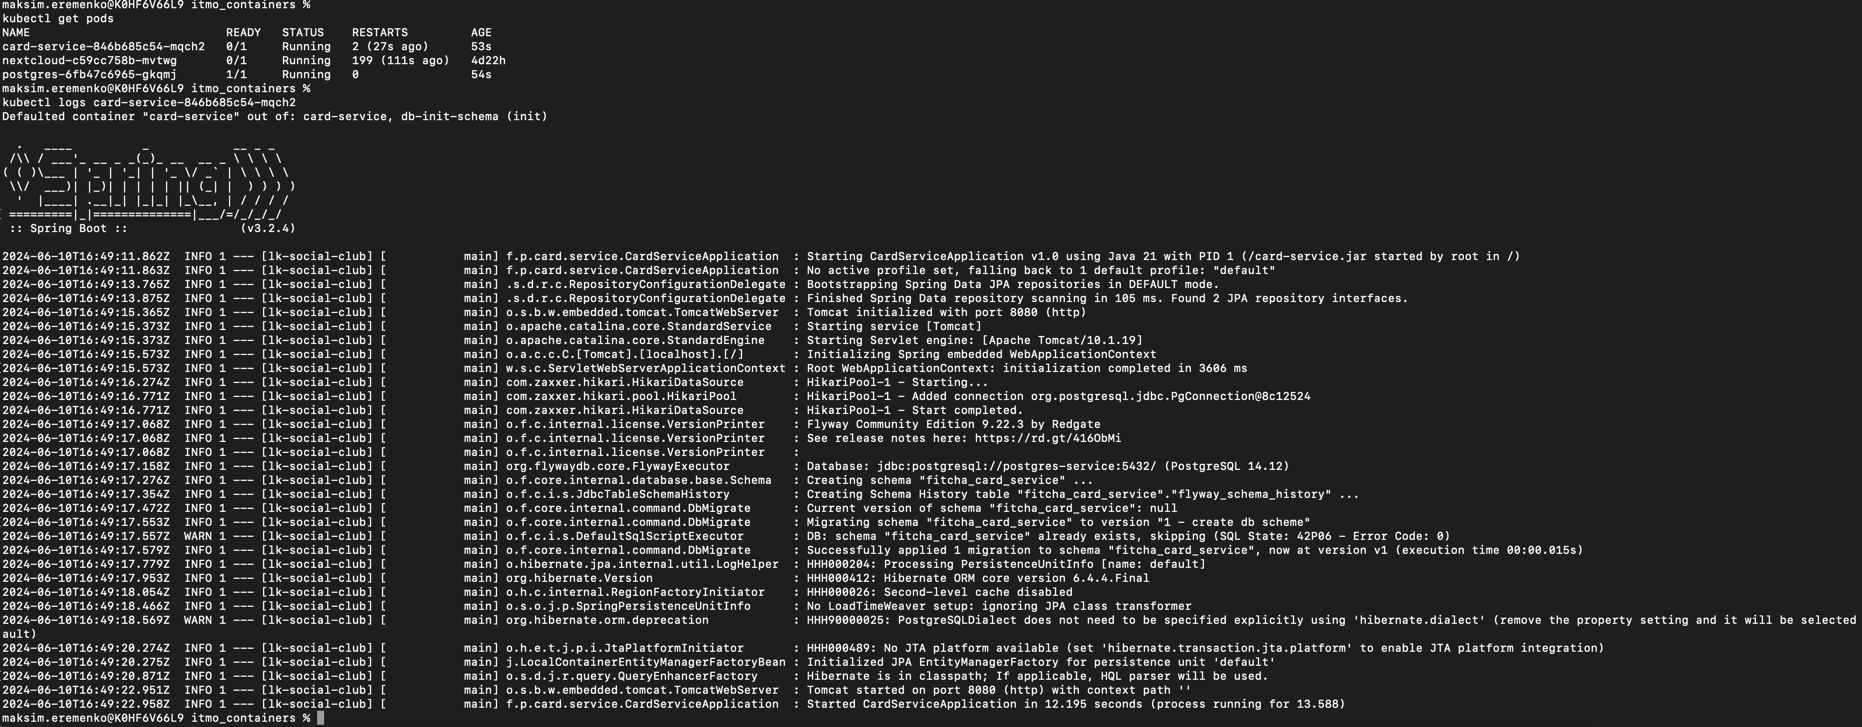 maksim.eremenko@K0HF6V66L9 itmo_containers %
kubectl get pods
NAME                            READY   STATUS    RESTARTS         AGE
card-service-846b685c54-mqch2   0/1     Running   2 (27s ago)      53s
nextcloud-c59cc758b-mvtwg       0/1     Running   199 (111s ago)   4d22h
postgres-6fb47c6965-gkqmj       1/1     Running   0                54s
maksim.eremenko@K0HF6V66L9 itmo_containers %
kubectl logs card-service-846b685c54-mqch2
Defaulted container "card-service" out of: card-service, db-init-schema (init)
  .   ____          _            __ _ _
 /\\ / ___'_ __ _ _(_)_ __  __ _ \ \ \ \
( ( )\___ | '_ | '_| | '_ \/ _` | \ \ \ \
 \\/  ___)| |_)| | | | | || (_| |  ) ) ) )
  '  |____| .__|_| |_|_| |_\__, | / / / /
 =========|_|==============|___/=/_/_/_/
 :: Spring Boot ::                (v3.2.4)
2024-06-10T16:49:11.862Z  INFO 1 --- [lk-social-club] [           main] f.p.card.service.CardServiceApplication  : Starting CardServiceApplication v1.0 using Java 21 with PID 1 (/card-service.jar started by root in /)
2024-06-10T16:49:11.863Z  INFO 1 --- [lk-social-club] [           main] f.p.card.service.CardServiceApplication  : No active profile set, falling back to 1 default profile: "default"
2024-06-10T16:49:13.765Z  INFO 1 --- [lk-social-club] [           main] .s.d.r.c.RepositoryConfigurationDelegate : Bootstrapping Spring Data JPA repositories in DEFAULT mode.
2024-06-10T16:49:13.875Z  INFO 1 --- [lk-social-club] [           main] .s.d.r.c.RepositoryConfigurationDelegate : Finished Spring Data repository scanning in 105 ms. Found 2 JPA repository interfaces.
2024-06-10T16:49:15.365Z  INFO 1 --- [lk-social-club] [           main] o.s.b.w.embedded.tomcat.TomcatWebServer  : Tomcat initialized with port 8080 (http)
2024-06-10T16:49:15.373Z  INFO 1 --- [lk-social-club] [           main] o.apache.catalina.core.StandardService   : Starting service [Tomcat]
2024-06-10T16:49:15.373Z  INFO 1 --- [lk-social-club] [           main] o.apache.catalina.core.StandardEngine    : Starting Servlet engine: [Apache Tomcat/10.1.19]
2024-06-10T16:49:15.573Z  INFO 1 --- [lk-social-club] [           main] o.a.c.c.C.[Tomcat].[localhost].[/]       : Initializing Spring embedded WebApplicationContext
2024-06-10T16:49:15.573Z  INFO 1 --- [lk-social-club] [           main] w.s.c.ServletWebServerApplicationContext : Root WebApplicationContext: initialization completed in 3606 ms
2024-06-10T16:49:16.274Z  INFO 1 --- [lk-social-club] [           main] com.zaxxer.hikari.HikariDataSource       : HikariPool-1 - Starting...
2024-06-10T16:49:16.771Z  INFO 1 --- [lk-social-club] [           main] com.zaxxer.hikari.pool.HikariPool        : HikariPool-1 - Added connection org.postgresql.jdbc.PgConnection@8c12524
2024-06-10T16:49:16.771Z  INFO 1 --- [lk-social-club] [           main] com.zaxxer.hikari.HikariDataSource       : HikariPool-1 - Start completed.
2024-06-10T16:49:17.068Z  INFO 1 --- [lk-social-club] [           main] o.f.c.internal.license.VersionPrinter    : Flyway Community Edition 9.22.3 by Redgate
2024-06-10T16:49:17.068Z  INFO 1 --- [lk-social-club] [           main] o.f.c.internal.license.VersionPrinter    : See release notes here: https://rd.gt/416ObMi
2024-06-10T16:49:17.068Z  INFO 1 --- [lk-social-club] [           main] o.f.c.internal.license.VersionPrinter    :
2024-06-10T16:49:17.158Z  INFO 1 --- [lk-social-club] [           main] org.flywaydb.core.FlywayExecutor         : Database: jdbc:postgresql://postgres-service:5432/ (PostgreSQL 14.12)
2024-06-10T16:49:17.276Z  INFO 1 --- [lk-social-club] [           main] o.f.core.internal.database.base.Schema   : Creating schema "fitcha_card_service" ...
2024-06-10T16:49:17.354Z  INFO 1 --- [lk-social-club] [           main] o.f.c.i.s.JdbcTableSchemaHistory         : Creating Schema History table "fitcha_card_service"."flyway_schema_history" ...
2024-06-10T16:49:17.472Z  INFO 1 --- [lk-social-club] [           main] o.f.core.internal.command.DbMigrate      : Current version of schema "fitcha_card_service": null
2024-06-10T16:49:17.553Z  INFO 1 --- [lk-social-club] [           main] o.f.core.internal.command.DbMigrate      : Migrating schema "fitcha_card_service" to version "1 - create db scheme"
2024-06-10T16:49:17.557Z  WARN 1 --- [lk-social-club] [           main] o.f.c.i.s.DefaultSqlScriptExecutor       : DB: schema "fitcha_card_service" already exists, skipping (SQL State: 42P06 - Error Code: 0)
2024-06-10T16:49:17.579Z  INFO 1 --- [lk-social-club] [           main] o.f.core.internal.command.DbMigrate      : Successfully applied 1 migration to schema "fitcha_card_service", now at version v1 (execution time 00:00.015s)
2024-06-10T16:49:17.779Z  INFO 1 --- [lk-social-club] [           main] o.hibernate.jpa.internal.util.LogHelper  : HHH000204: Processing PersistenceUnitInfo [name: default]
2024-06-10T16:49:17.953Z  INFO 1 --- [lk-social-club] [           main] org.hibernate.Version                    : HHH000412: Hibernate ORM core version 6.4.4.Final
2024-06-10T16:49:18.054Z  INFO 1 --- [lk-social-club] [           main] o.h.c.internal.RegionFactoryInitiator    : HHH000026: Second-level cache disabled
2024-06-10T16:49:18.466Z  INFO 1 --- [lk-social-club] [           main] o.s.o.j.p.SpringPersistenceUnitInfo      : No LoadTimeWeaver setup: ignoring JPA class transformer
2024-06-10T16:49:18.569Z  WARN 1 --- [lk-social-club] [           main] org.hibernate.orm.deprecation            : HHH90000025: PostgreSQLDialect does not need to be specified explicitly using 'hibernate.dialect' (remove the property setting and it will be selected
ault)
2024-06-10T16:49:20.274Z  INFO 1 --- [lk-social-club] [           main] o.h.e.t.j.p.i.JtaPlatformInitiator       : HHH000489: No JTA platform available (set 'hibernate.transaction.jta.platform' to enable JTA platform integration)
2024-06-10T16:49:20.275Z  INFO 1 --- [lk-social-club] [           main] j.LocalContainerEntityManagerFactoryBean : Initialized JPA EntityManagerFactory for persistence unit 'default'
2024-06-10T16:49:20.871Z  INFO 1 --- [lk-social-club] [           main] o.s.d.j.r.query.QueryEnhancerFactory     : Hibernate is in classpath; If applicable, HQL parser will be used.
2024-06-10T16:49:22.951Z  INFO 1 --- [lk-social-club] [           main] o.s.b.w.embedded.tomcat.TomcatWebServer  : Tomcat started on port 8080 (http) with context path ''
2024-06-10T16:49:22.958Z  INFO 1 --- [lk-social-club] [           main] f.p.card.service.CardServiceApplication  : Started CardServiceApplication in 12.195 seconds (process running for 13.588)
maksim.eremenko@K0HF6V66L9 itmo_containers %